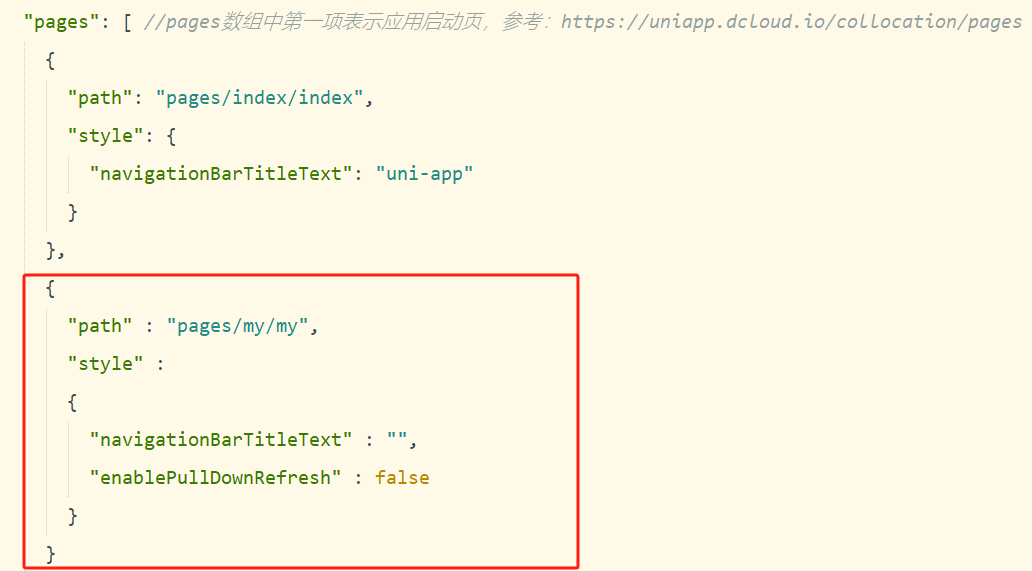 "pages": [ //pages数组中第一项表示应用启动页，参考：https://uniapp.dcloud.io/collocation/pages
{
"path": "pages/index/index",
"style": {
"navigationBarTitleText": "uni-app"
}
},
{
"path" : "pages/my/my",
"style" :
{
"navigationBarTitleText" : "",
"enablePullDownRefresh" : false
}
}